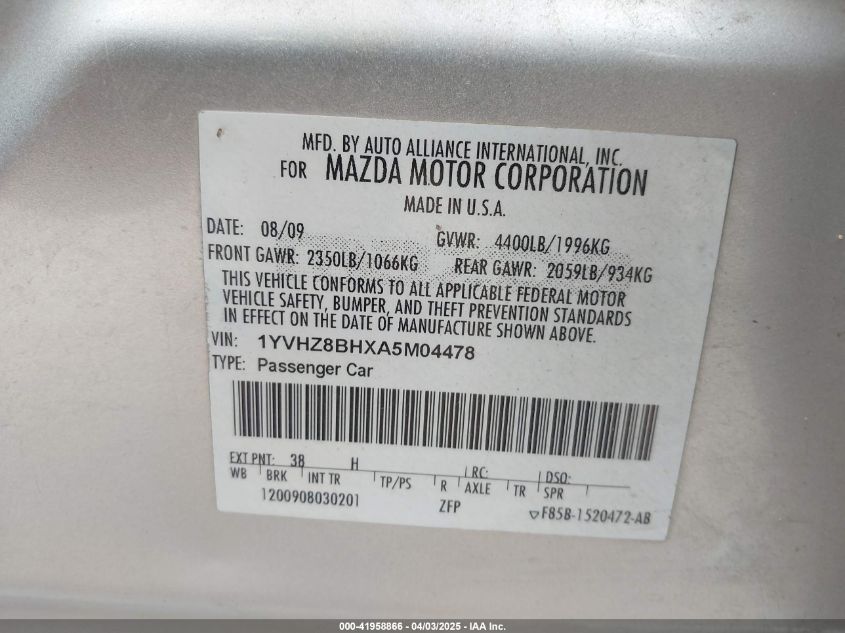 MFD. BY AUTO ALLIANCE INTERNATIONAL, INC.
FOR MAZDA MOTOR CORPORATION
MADE IN U.S.A.
DATE: 08/09 GVWR: 4400LB/1996KG
FRONT GAWR: 2350LB/1066KG REAR GAWR: 2059LB/934KG
THIS VEHICLE CONFORMS TO ALL APPLICABLE FEDERAL MOTOR
VEHICLE SAFETY, BUMPER, AND THEFT PREVENTION STANDARDS
IN EFFECT ON THE DATE OF MANUFACTURE SHOWN ABOVE.
VIN: 1YVHZ8BHXA5M04478
TYPE: Passenger Car
EXT PNT: 38 H RC: DSO:
WB BRK INT TR TP/PS R AXLE TR SPR
1200908030201 ZFP F85B-1520472-AB
000-41958866 - 04/03/2025 - IAA Inc.